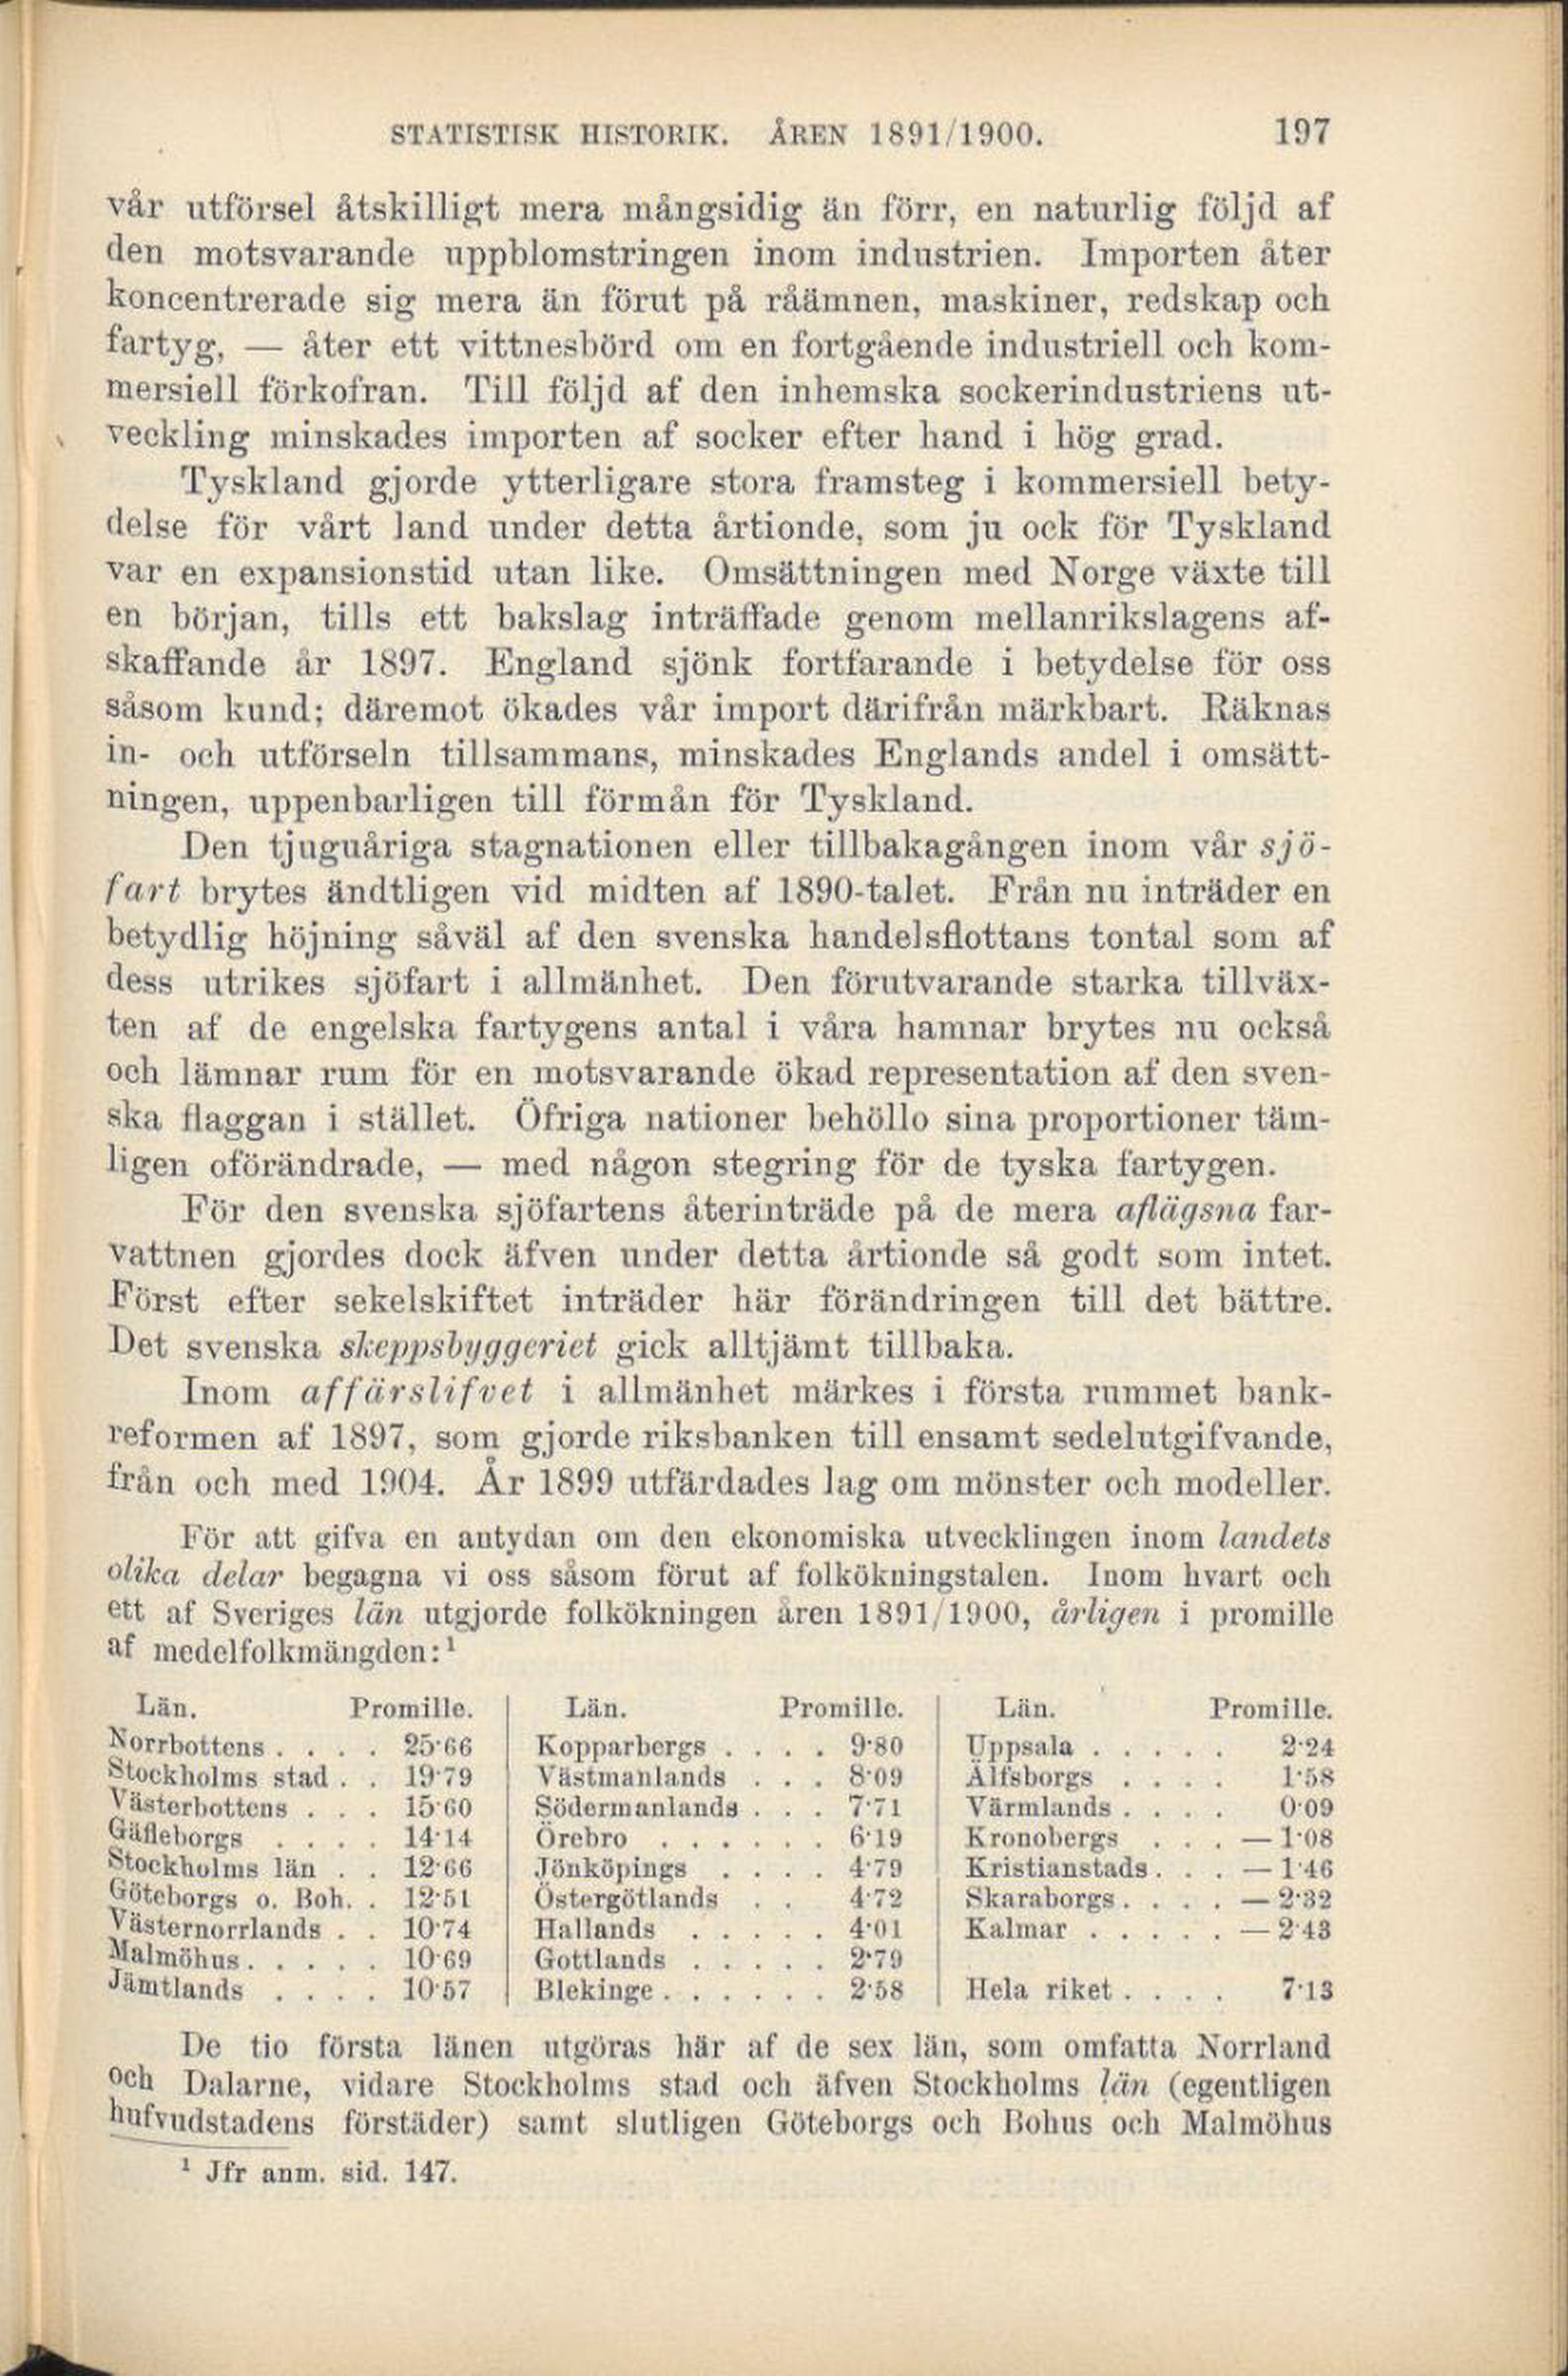 STATISTISK HISTORIK. ÅREN 1891/1900. 197
vår utförsel åtskilligt mera mångsidig än förr, en naturlig följd af
den motsvarande uppblomstringen inom industrien. Importen åter
koncentrerade sig mera än förut på råämnen, maskiner, redskap och
fartyg, — åter ett vittnesbörd om en fortgående industriell och kom-
mersiell förkofran. Till följd af den inhemska sockerindustriens ut-
veckling minskades importen af socker efter hand i hög grad.
Tyskland gjorde ytterligare stora framsteg i kommersiell bety-
delse för vårt land under detta årtionde, som ju ock för Tyskland
var en expansionstid utan like. Omsättningen med Norge växte till
en början, tills ett bakslag inträffade genom mellanrikslagens af-
skaffande år 1897. England sjönk fortfarande i betydelse för oss
såsom kund; däremot ökades vår import därifrån märkbart. Räknas
in- och utförseln tillsammans, minskades Englands andel i omsätt-
ningen, uppenbarligen till förmån för Tyskland.
Den tjuguåriga stagnationen eller tillbakagången inom vår sjö-
fart brytes ändtligen vid midten af 1890-talet. Från nu inträder en
betydlig höjning såväl af den svenska handelsflottans tontal som af
dess utrikes sjöfart i allmänhet. Den förutvarande starka tillväx-
ten af de engelska fartygens antal i våra hamnar brytes nu också
och lämnar rum för en motsvarande ökad representation af den sven-
ska flaggan i stället. Öfriga nationer behöllo sina proportioner täm-
ligen oförändrade, — med någon stegring för de tyska fartygen.
För den svenska sjöfartens återinträde på de mera aflägsna far-
vattnen gjordes dock äfven under detta årtionde så godt som intet.
Först efter sekelskiftet inträder här förändringen till det bättre.
Det svenska skeppsbyggeriet gick alltjämt tillbaka.
Inom affärslifvet i allmänhet märkes i första rummet bank-
reformen af 1897, som gjorde riksbanken till ensamt sedelutgifvande,
från och med 1904. År 1899 utfärdades lag om mönster och modeller.
För att gifva en antydan om den ekonomiska utvecklingen inom landets
olika delar begagna vi oss såsom förut af folkökningstalen. Inom hvart och
ett af Sveriges län utgjorde folkökningen åren 1891/1900, årligen i promille
af medelfolkmängden:¹
Län. Promille. Län. Promille. Län. Promille.
Norrbottens . . . . 25·66 Kopparbergs . . . . 9·80 Uppsala . . . . . 2·24
Stockholms stad . . 19·79 Västmanlands . . . 8·09 Älfsborgs . . . . 1·58
Västerbottens . . . 15·60 Södermanlands . . . 7·71 Värmlands . . . . 0·09
Gäfleborgs . . . . 14·14 Örebro . . . . . . 6·19 Kronobergs . . . — 1·08
Stockholms län . . 12·66 Jönköpings . . . . 4·79 Kristianstads . . . — 1·46
Göteborgs o. Boh. . 12·51 Östergötlands . . 4·72 Skaraborgs . . . . — 2·32
Västernorrlands . . 10·74 Hallands . . . . . 4·01 Kalmar . . . . . — 2·43
Malmöhus . . . . . 10·69 Gottlands . . . . . 2·79
Jämtlands . . . . 10·57 Blekinge . . . . . . 2·58 Hela riket . . . . 7·13
De tio första länen utgöras här af de sex län, som omfatta Norrland
och Dalarne, vidare Stockholms stad och äfven Stockholms län (egentligen
hufvudstadens förstäder) samt slutligen Göteborgs och Bohus och Malmöhus
¹ Jfr anm. sid. 147.